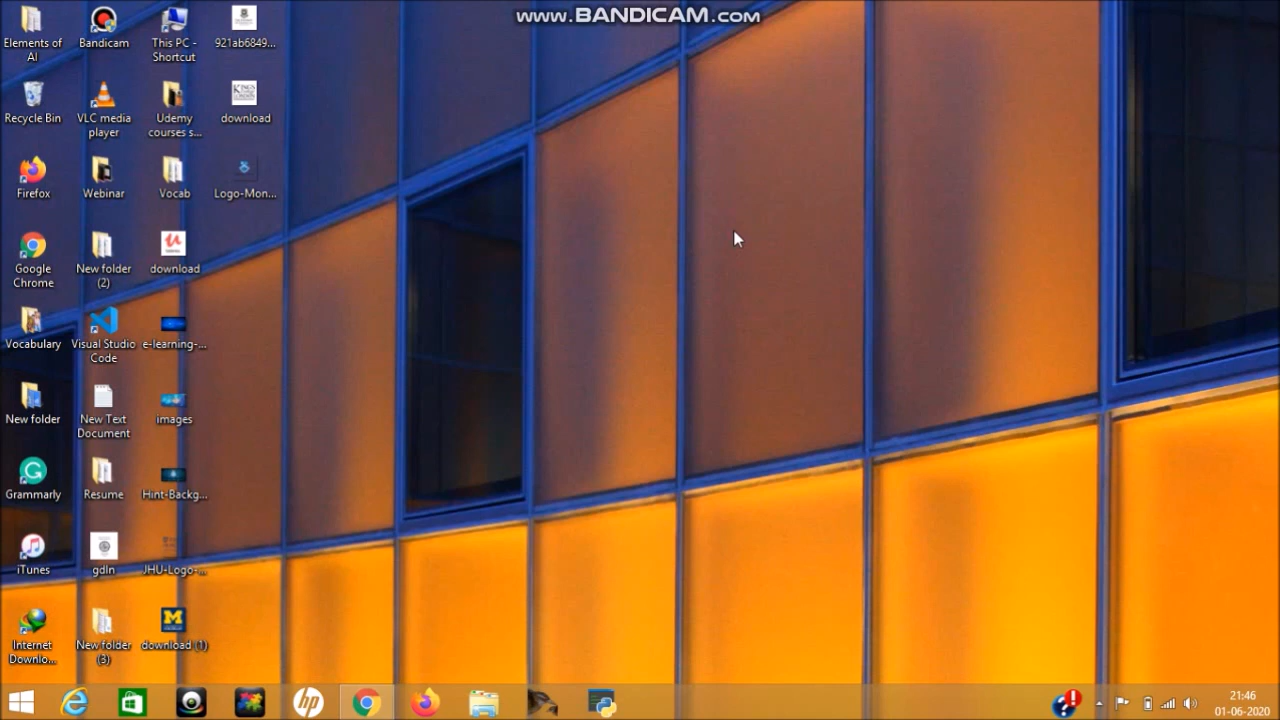 www.BANDICAM.com
Elements of
AI
Bandicam
This PC -
Shortcut
921ab6849...
Recycle Bin
VLC media
player
Udemy
courses s...
download
Firefox
Webinar
Vocab
Logo-Mon...
Google
Chrome
New folder
(2)
download
Vocabulary
Visual Studio
Code
e-learning-...
New folder
New Text
Document
images
Grammarly
Resume
Hint-Backg...
iTunes
gdln
JHU-Logo-...
Internet
Downlo...
New folder
(3)
download (1)
21:46
01-06-2020